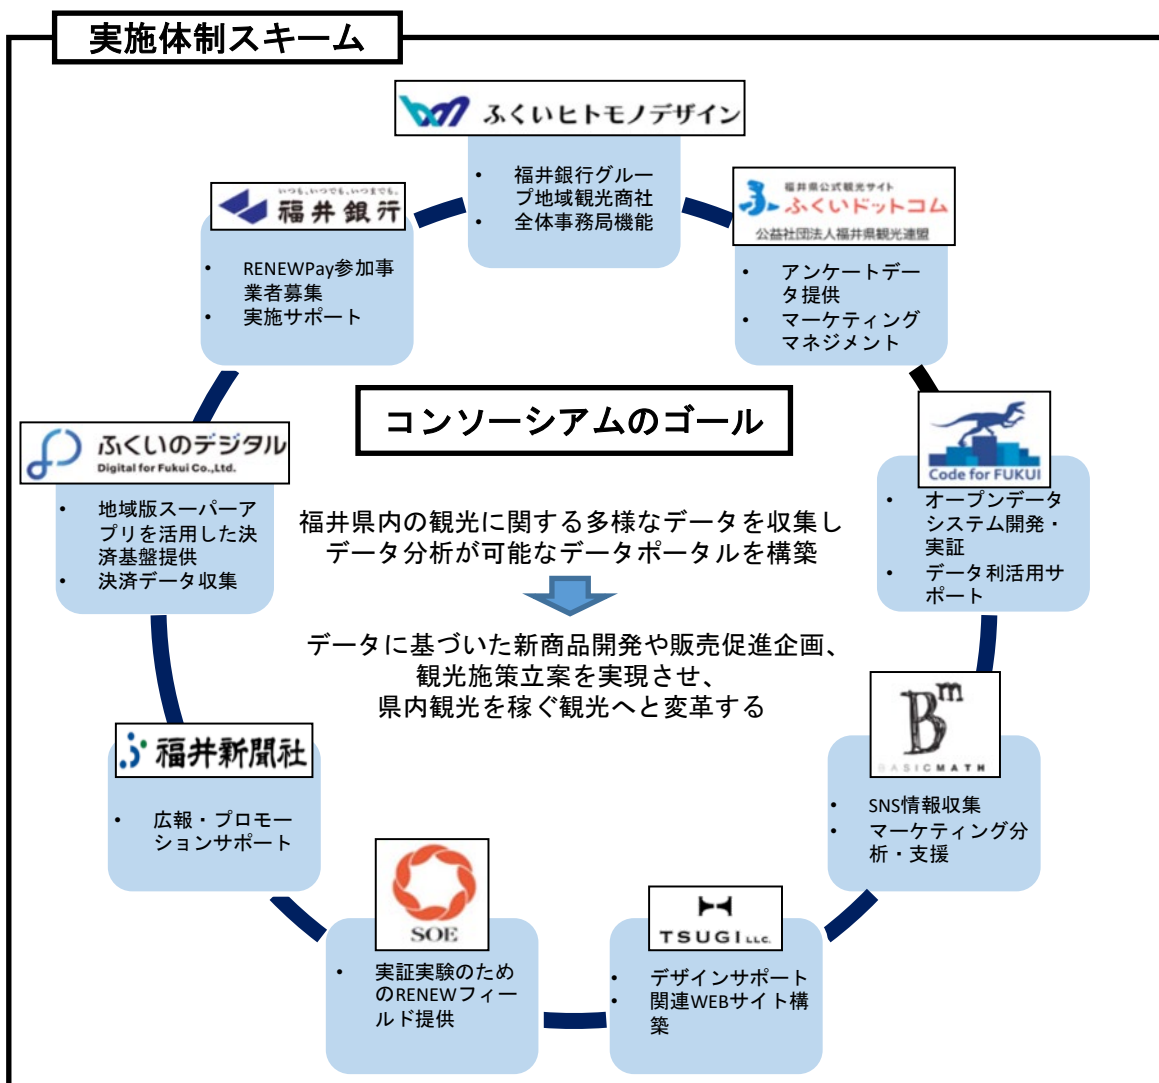 実施体制スキーム
ふくいヒトモノデザイン
• 福井銀行グルー
プ地域観光商社
• 全体事務局機能
いつも、いつでも、いつまでも。
福井銀行
• RENEWPay参加事
業者募集
• 実施サポート
福井県公式観光サイト
ふくいドットコム
公益社団法人福井県観光連盟
• アンケートデー
タ提供
• マーケティング
マネジメント
コンソーシアムのゴール
福井県内の観光に関する多様なデータを収集し
データ分析が可能なデータポータルを構築
データに基づいた新商品開発や販売促進企画、
観光施策立案を実現させ、
県内観光を稼ぐ観光へと変革する
ふくいのデジタル
Digital for Fukui Co.,Ltd.
• 地域版スーパーア
プリを活用した決
済基盤提供
• 決済データ収集
Code for FUKUI
• オープンデータ
システム開発・
実証
• データ利活用サ
ポート
福井新聞社
• 広報・プロモー
ションサポート
Bm
BASICMATH
• SNS情報収集
• マーケティング分
析・支援
SOE
• 実証実験のため
のRENEWフィー
ルド提供
TSUGI LLC.
• デザインサポート
• 関連WEBサイト構
築